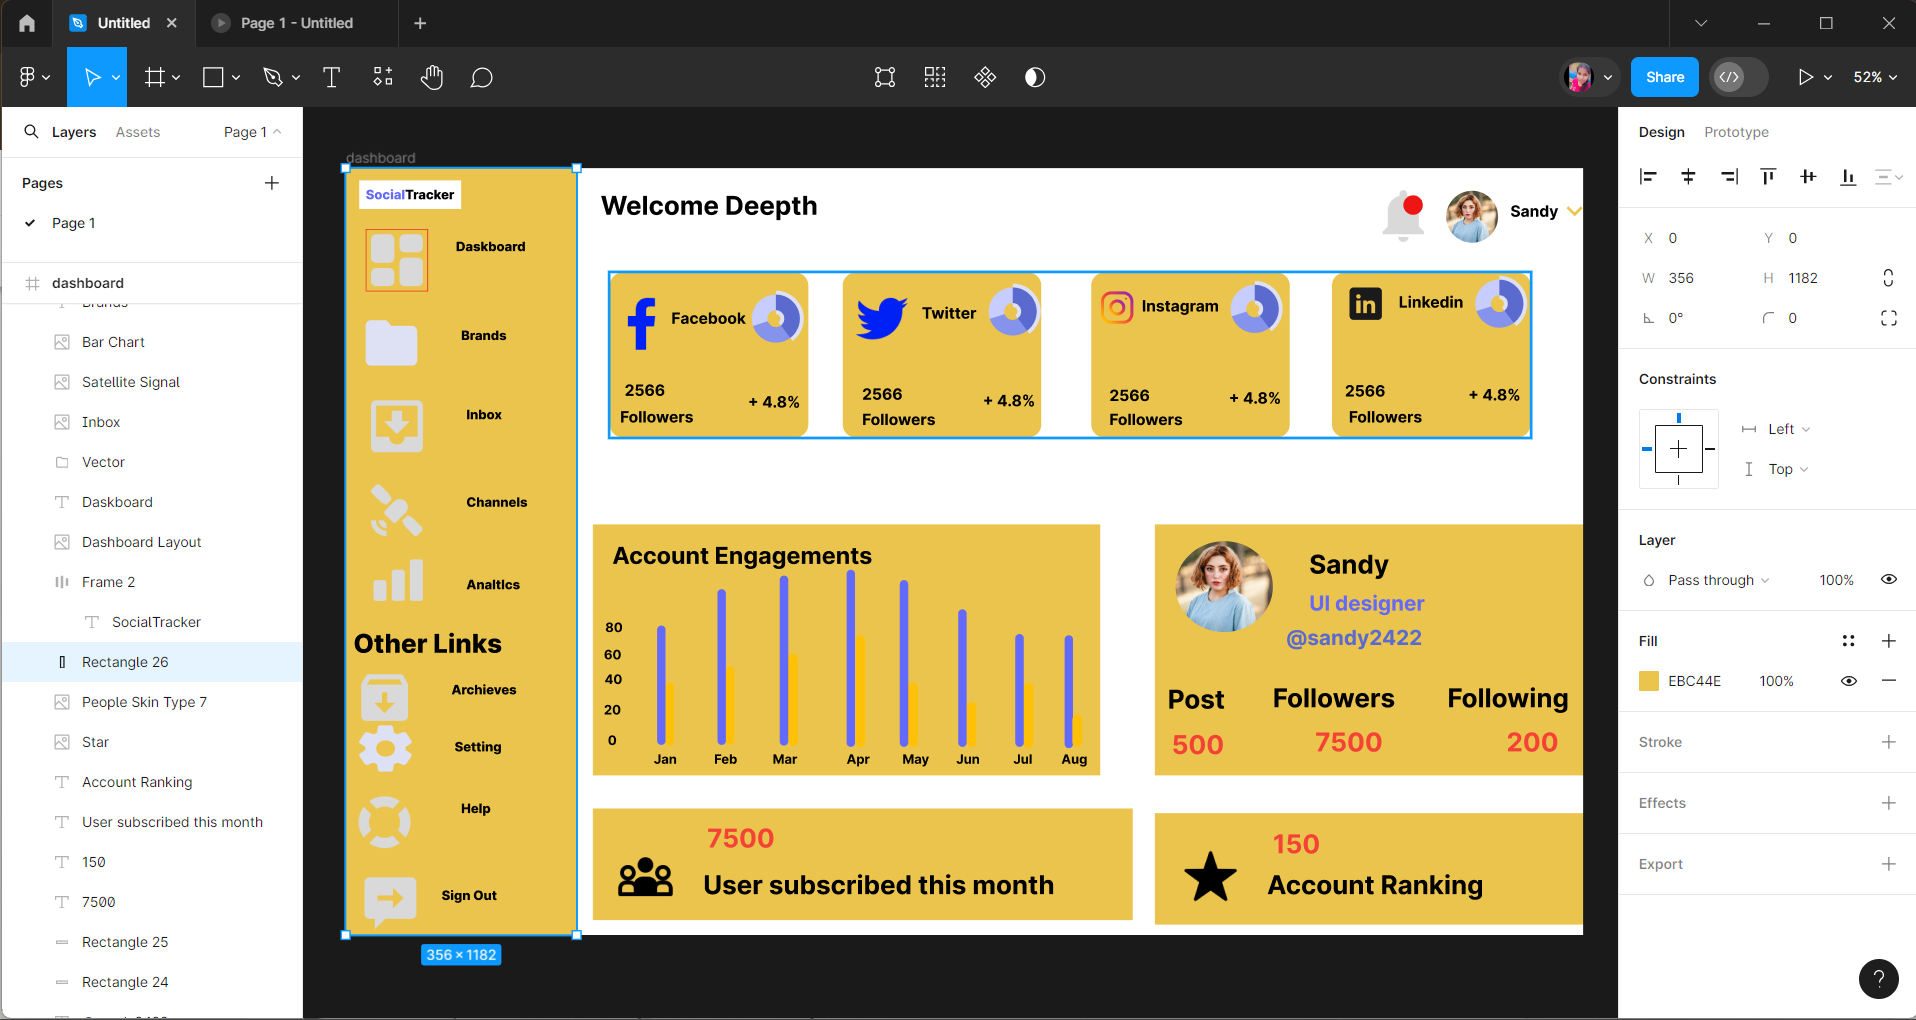 Untitled
Page 1 - Untitled
Share
52%
Layers
Assets
Page 1
Pages
Page 1
dashboard
Brands
Bar Chart
Satellite Signal
Inbox
Vector
Daskboard
Dashboard Layout
Frame 2
SocialTracker
Rectangle 26
People Skin Type 7
Star
Account Ranking
User subscribed this month
150
7500
Rectangle 25
Rectangle 24
dashboard
SocialTracker
Daskboard
Brands
Inbox
Channels
Analtics
Other Links
Archieves
Setting
Help
Sign Out
356 × 1182
Welcome Deepth
Sandy
Facebook
2566
Followers
+ 4.8%
Twitter
2566
Followers
+ 4.8%
Instagram
2566
Followers
+ 4.8%
in
Linkedin
2566
Followers
+ 4.8%
Account Engagements
80
60
40
20
0
Jan Feb Mar Apr May Jun Jul Aug
Sandy
UI designer
@sandy2422
Post Followers Following
500 7500 200
7500
User subscribed this month
150
Account Ranking
Design
Prototype
X 0 Y 0
W 356 H 1182
0° 0
Constraints
Left
Top
Layer
Pass through 100%
Fill
EBC44E 100%
Stroke
Effects
Export
?